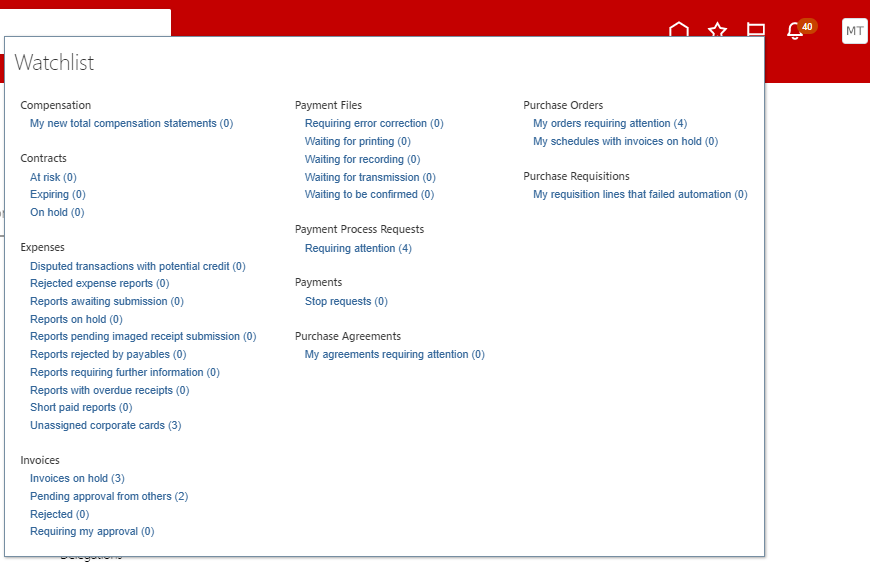 40
MT
Watchlist
Compensation
My new total compensation statements (0)
Contracts
At risk (0)
Expiring (0)
On hold (0)
Expenses
Disputed transactions with potential credit (0)
Rejected expense reports (0)
Reports awaiting submission (0)
Reports on hold (0)
Reports pending imaged receipt submission (0)
Reports rejected by payables (0)
Reports requiring further information (0)
Reports with overdue receipts (0)
Short paid reports (0)
Unassigned corporate cards (3)
Invoices
Invoices on hold (3)
Pending approval from others (2)
Rejected (0)
Requiring my approval (0)
Payment Files
Requiring error correction (0)
Waiting for printing (0)
Waiting for recording (0)
Waiting for transmission (0)
Waiting to be confirmed (0)
Payment Process Requests
Requiring attention (4)
Payments
Stop requests (0)
Purchase Agreements
My agreements requiring attention (0)
Purchase Orders
My orders requiring attention (4)
My schedules with invoices on hold (0)
Purchase Requisitions
My requisition lines that failed automation (0)